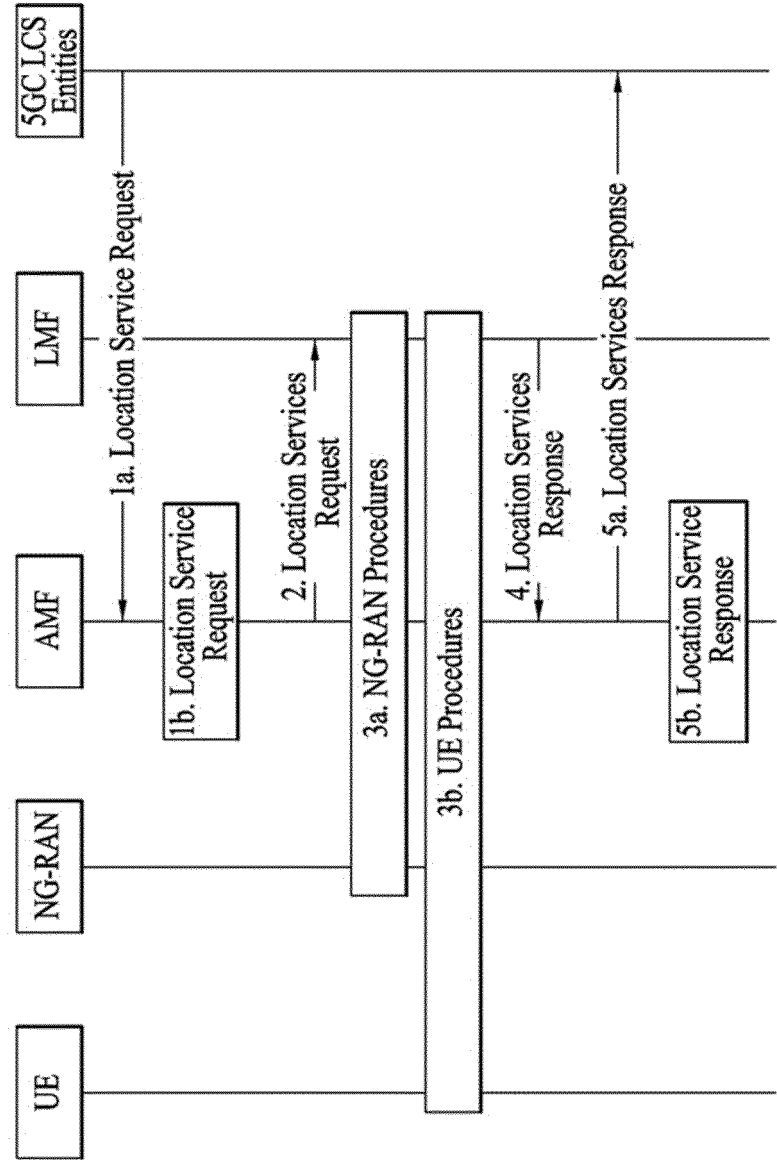 UE
NG-RAN
AMF
LMF
5GC LCS
Entities
1a. Location Service Request
1b. Location Service
Request
2. Location Services
Request
3a. NG-RAN Procedures
3b. UE Procedures
4. Location Services
Response
5a. Location Services Response
5b. Location Service
Response